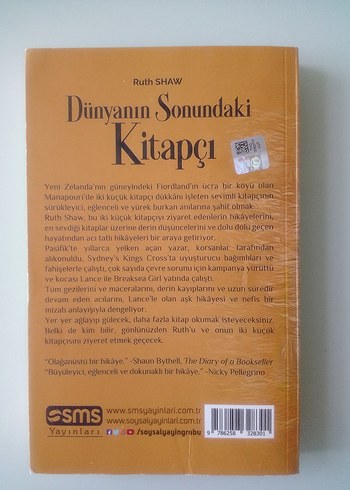 Ruth SHAW
Dünyanın Sonundaki
Kitapçı
Yeni Zelanda'nın güneyindeki Fiordland'ın ücra bir köyü olan
Manapouri'de iki küçük kitapçı dükkânı işleten sevimli kitapçının
sürükleyici, eğlenceli ve yürek burkan anılarına şahit olmak.
Ruth Shaw, bu iki küçük kitapçıyı ziyaret edenlerin hikâyelerini,
en sevdiği kitaplar üzerine derin düşüncelerini ve dolu dolu geçen
hayatından acı tatlı hikâyeleri bir araya getiriyor.
Pasifik'te yıllarca yelken açan yazar, korsanlar tarafından
alıkonuldu, Sydney's Kings Cross'ta uyuşturucu bağımlıları ve
fahişelerle çalıştı, çok sayıda çevre sorunu için kampanya yürüttü
ve kocası Lance ile Breaksea Girl yatında çalıştı.
Tüm gezilerini ve maceralarını, derin kayıplarını ve uzun süredir
devam eden acılarını, Lance'le olan aşk hikâyesi ve nefis bir
mizah anlayışıyla dengeliyor.
Yer yer ağlayıp gülecek, daha fazla kitap okumak isteyeceksiniz.
Belki de kim bilir, gönlünüzden Ruth'u ve onun iki küçük
kitapçısını ziyaret etmek geçecek.
"Olağanüstü bir hikâye." -Shaun Bythell, The Diary of a Bookseller
"Büyüleyici, eğlenceli ve dokunaklı bir hikâye." -Nicky Pellegrino
sms
Yayınları
www.smsyayinlari.com.tr
www.soysalyayinlari.com.tr
/soysalyayingrubu
9 786258 328301